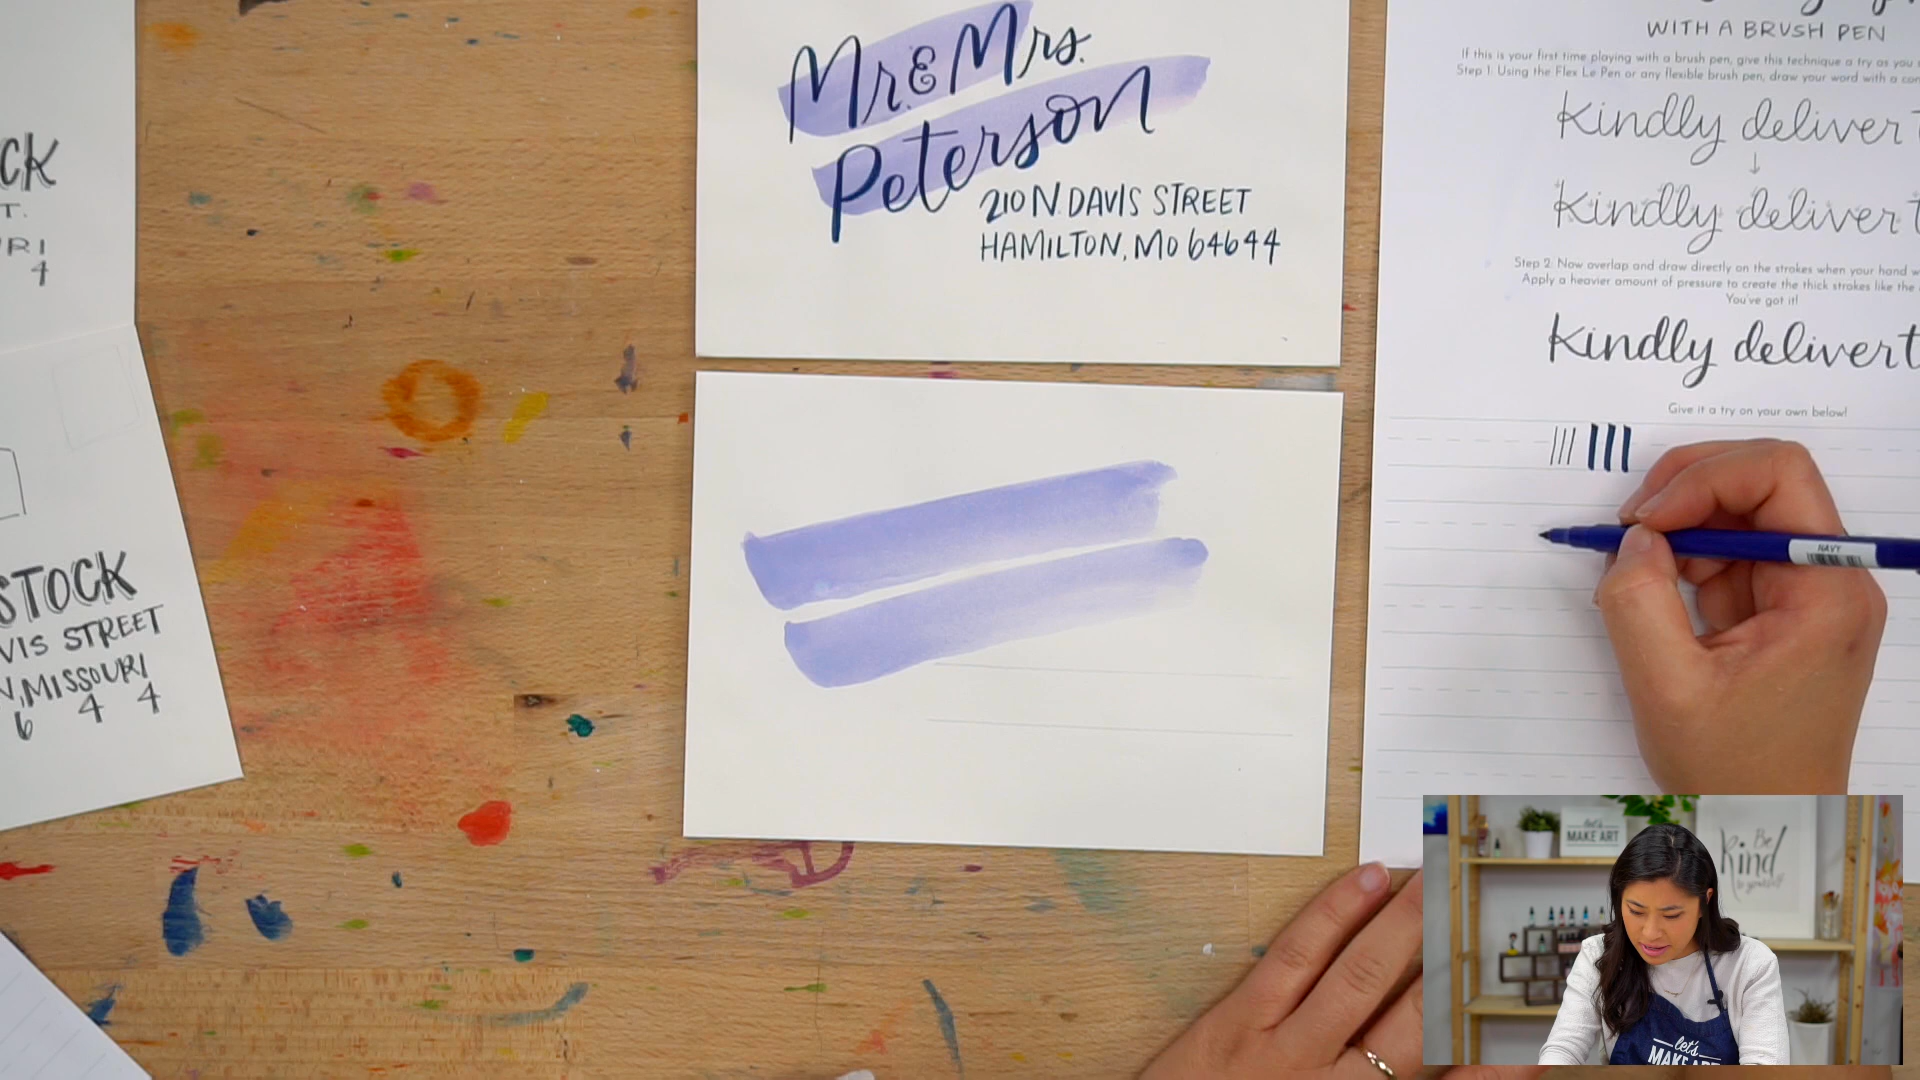 CK
T.
URI
4
STOCK
VIS STREET
N, MISSOURI
6 4 4
Mr. & Mrs.
Peterson
210 N. DAVIS STREET
HAMILTON, MO 64644
WITH A BRUSH PEN
If this is your first time playing with a brush pen, give this technique a try as you
Step 1: Using the Flex Le Pen or any flexible brush pen, draw your word with a
kindly deliver t
kindly deliver t
Step 2: Now overlap and draw directly on the strokes when your hand
Apply a heavier amount of pressure to create the thick strokes like the
You've got it!
kindly deliver t
Give it a try on your own below!
NAVY
let's
MAKE ART
Be
kind
to yourself
let's
MAKE ART